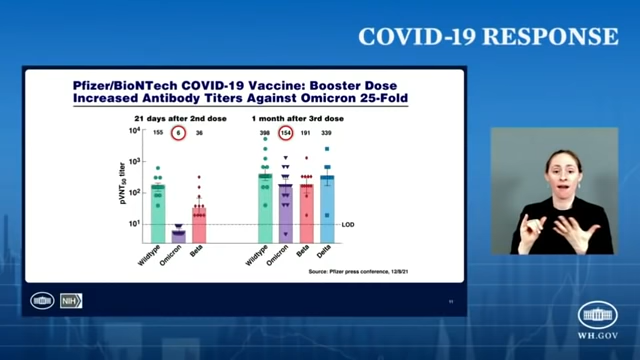 COVID-19 RESPONSE
Pfizer/BioNTech COVID-19 Vaccine: Booster Dose
Increased Antibody Titers Against Omicron 25-Fold
21 days after 2nd dose
1 month after 3rd dose
155 6 36
398 154 191 339
pVNT50 titer
10⁴
10³
10²
10¹
LOD
Wildtype Omicron Beta
Wildtype Omicron Beta Delta
Source: Pfizer press conference, 12/8/21
NIH
11
WH.GOV